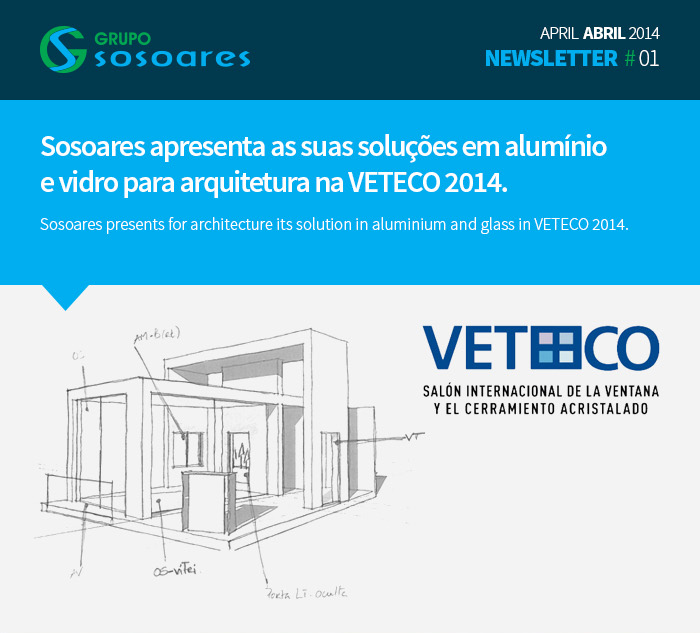 GRUPO
sosoares
APRIL ABRIL 2014
NEWSLETTER #01
Sosoares apresenta as suas soluções em alumínio
e vidro para arquitetura na VETECO 2014.
Sosoares presents for architecture its solution in aluminium and glass in VETECO 2014.
VETECO
SALÓN INTERNACIONAL DE LA VENTANA
Y EL CERRAMIENTO ACRISTALADO
VT
OS-viTei
Porta LT. oculta